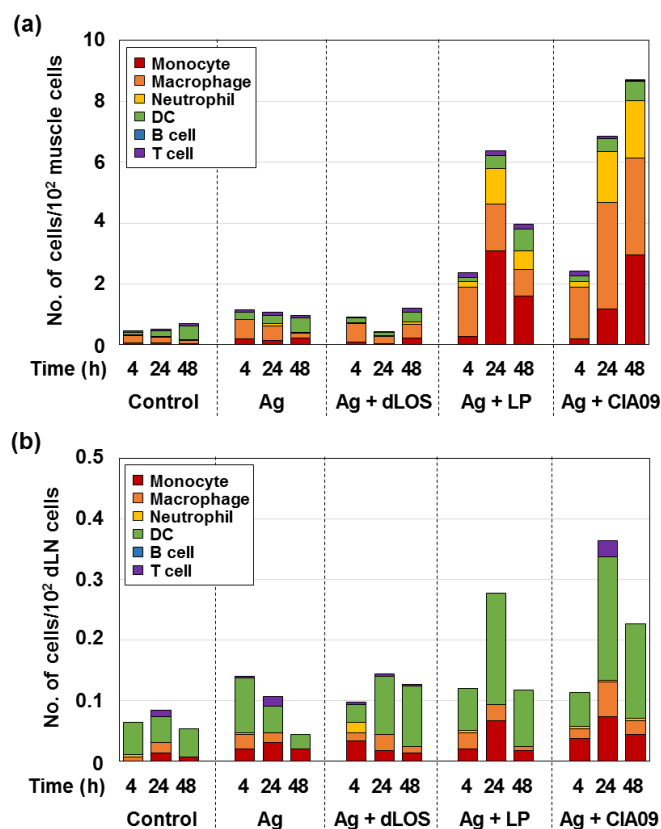 (a)
No. of cells/10² muscle cells
10
8
6
4
2
0
Monocyte
Macrophage
Neutrophil
DC
B cell
T cell
Time (h) 4 24 48 4 24 48 4 24 48 4 24 48 4 24 48
Control Ag Ag + dLOS Ag + LP Ag + CIA09
(b)
No. of cells/10² dLN cells
0.5
0.4
0.3
0.2
0.1
0
Monocyte
Macrophage
Neutrophil
DC
B cell
T cell
Time (h) 4 24 48 4 24 48 4 24 48 4 24 48 4 24 48
Control Ag Ag + dLOS Ag + LP Ag + CIA09